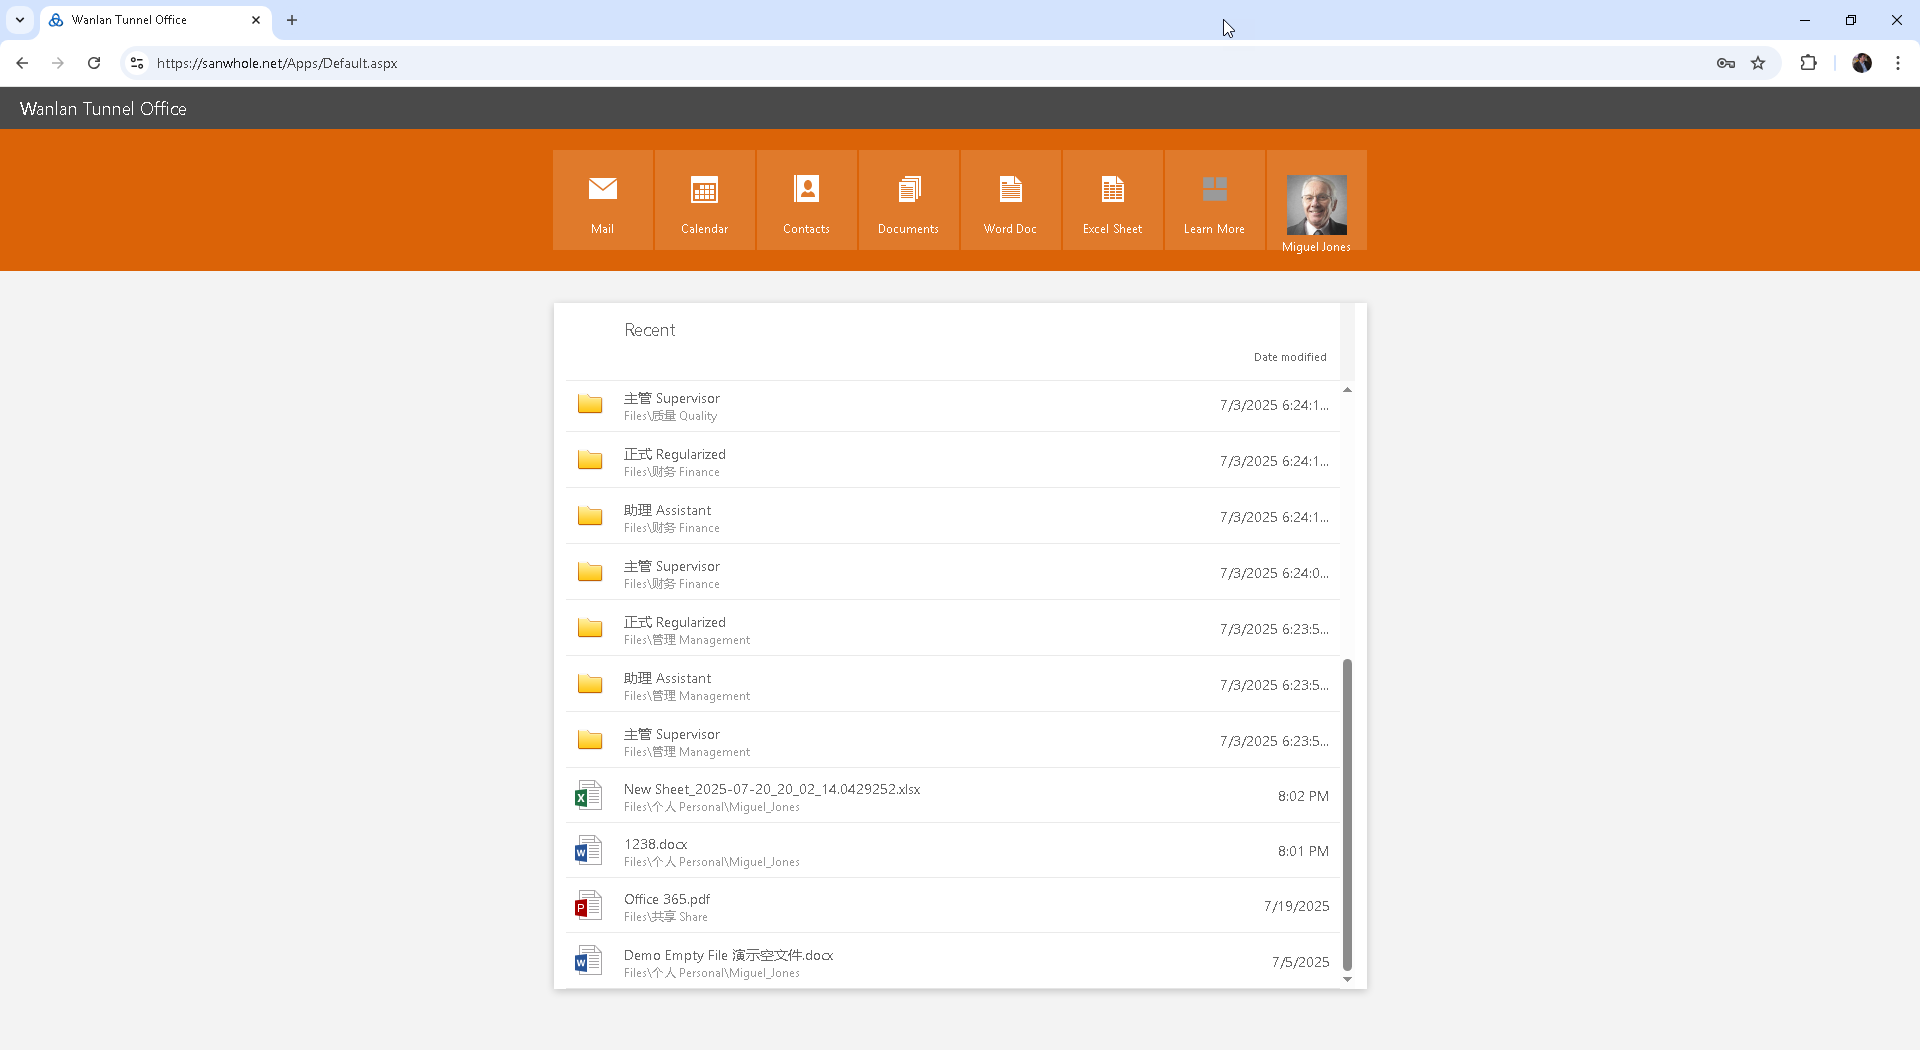 Wanlan Tunnel Office
https://sanwhole.net/Apps/Default.aspx
Wanlan Tunnel Office
Mail
Calendar
Contacts
Documents
Word Doc
Excel Sheet
Learn More
Miguel Jones
Recent
Date modified
主管 Supervisor
Files\质量 Quality
7/3/2025 6:24:1...
正式 Regularized
Files\财务 Finance
7/3/2025 6:24:1...
助理 Assistant
Files\财务 Finance
7/3/2025 6:24:1...
主管 Supervisor
Files\财务 Finance
7/3/2025 6:24:0...
正式 Regularized
Files\管理 Management
7/3/2025 6:23:5...
助理 Assistant
Files\管理 Management
7/3/2025 6:23:5...
主管 Supervisor
Files\管理 Management
7/3/2025 6:23:5...
New Sheet_2025-07-20_20_02_14.0429252.xlsx
Files\个人 Personal\Miguel_Jones
8:02 PM
1238.docx
Files\个人 Personal\Miguel_Jones
8:01 PM
Office 365.pdf
Files\共享 Share
7/19/2025
Demo Empty File 演示空文件.docx
Files\个人 Personal\Miguel_Jones
7/5/2025